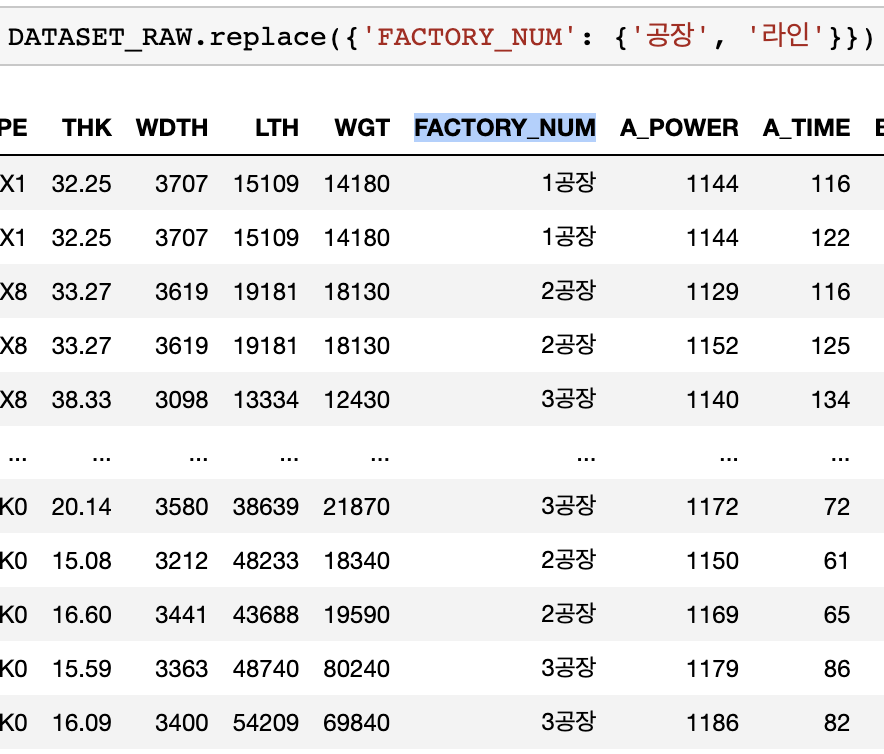 DATASET_RAW.replace({'FACTORY_NUM': {'공장', '라인'}})
PE THK WDTH LTH WGT FACTORY_NUM A_POWER A_TIME E
X1 32.25 3707 15109 14180 1공장 1144 116
X1 32.25 3707 15109 14180 1공장 1144 122
X8 33.27 3619 19181 18130 2공장 1129 116
X8 33.27 3619 19181 18130 2공장 1152 125
X8 38.33 3098 13334 12430 3공장 1140 134
... ... ... ... ... ... ... ...
K0 20.14 3580 38639 21870 3공장 1172 72
K0 15.08 3212 48233 18340 2공장 1150 61
K0 16.60 3441 43688 19590 2공장 1169 65
K0 15.59 3363 48740 80240 3공장 1179 86
K0 16.09 3400 54209 69840 3공장 1186 82